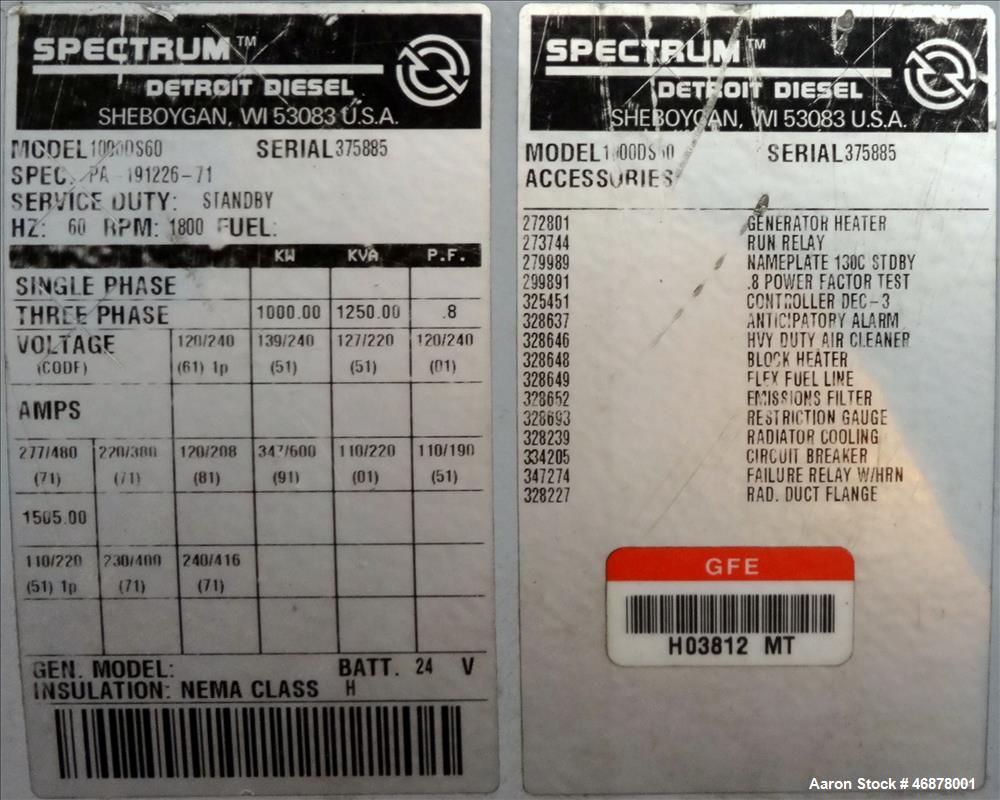 SPECTRUM™
DETROIT DIESEL
SHEBOYGAN, WI 53083 U.S.A.
MODEL 1000DS60 SERIAL 375885
SPEC. PA 191226-71
SERVICE DUTY: STANDBY
HZ: 60 RPM: 1800 FUEL:
KW KVA P.F.
SINGLE PHASE
THREE PHASE 1000.00 1250.00 .8
VOLTAGE 120/240 139/240 127/220 120/240
(CODE) (61) 1p (51) (51) (01)
AMPS
277/480 220/380 120/208 347/600 110/220 110/190
(71) (71) (81) (91) (01) (51)
1505.00
110/220 230/400 240/416
(51) 1p (71) (71)
GEN. MODEL: BATT. 24 V
INSULATION: NEMA CLASS H
SPECTRUM™
DETROIT DIESEL
SHEBOYGAN, WI 53083 U.S.A.
MODEL 1000DS60 SERIAL 375885
ACCESSORIES
272801 GENERATOR HEATER
273744 RUN RELAY
279989 NAMEPLATE 130C STDBY
299891 .8 POWER FACTOR TEST
325451 CONTROLLER DEC-3
328637 ANTICIPATORY ALARM
328646 HVY DUTY AIR CLEANER
328648 BLOCK HEATER
328649 FLEX FUEL LINE
328652 EMISSIONS FILTER
328693 RESTRICTION GAUGE
328239 RADIATOR COOLING
334205 CIRCUIT BREAKER
347274 FAILURE RELAY W/HRN
328227 RAD. DUCT FLANGE
GFE
H03812 MT
Aaron Stock # 46878001